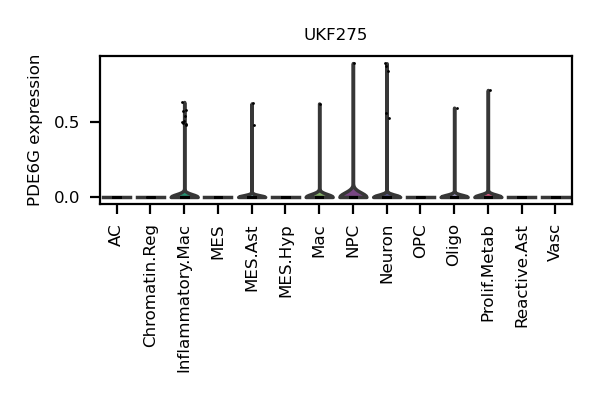 UKF275
PDE6G expression
0.5
0.0
AC
Chromatin.Reg
Inflammatory.Mac
MES
MES.Ast
MES.Hyp
Mac
NPC
Neuron
OPC
Oligo
Prolif.Metab
Reactive.Ast
Vasc